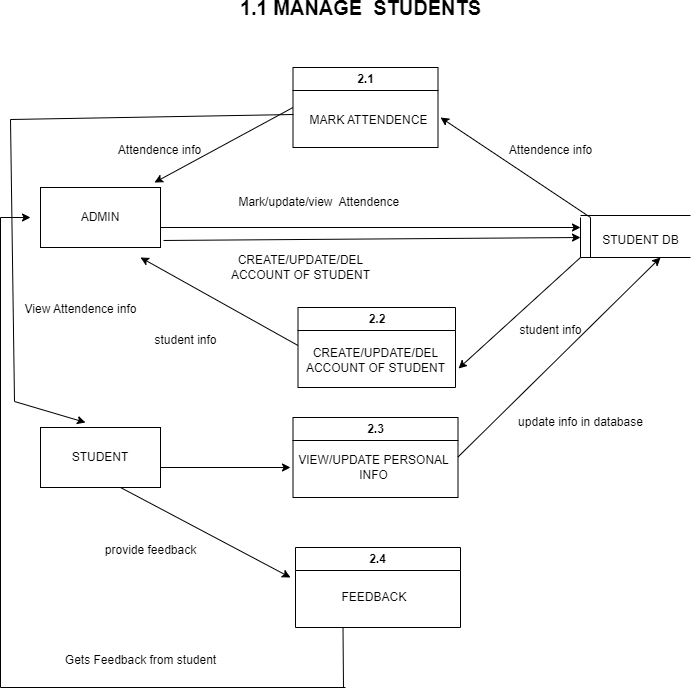 1.1 MANAGE STUDENTS
2.1
MARK ATTENDENCE
Attendence info
Attendence info
Mark/update/view Attendence
ADMIN
STUDENT DB
CREATE/UPDATE/DEL
ACCOUNT OF STUDENT
View Attendence info
2.2
student info
student info
CREATE/UPDATE/DEL
ACCOUNT OF STUDENT
update info in database
2.3
STUDENT
VIEW/UPDATE PERSONAL
INFO
provide feedback
2.4
FEEDBACK
Gets Feedback from student